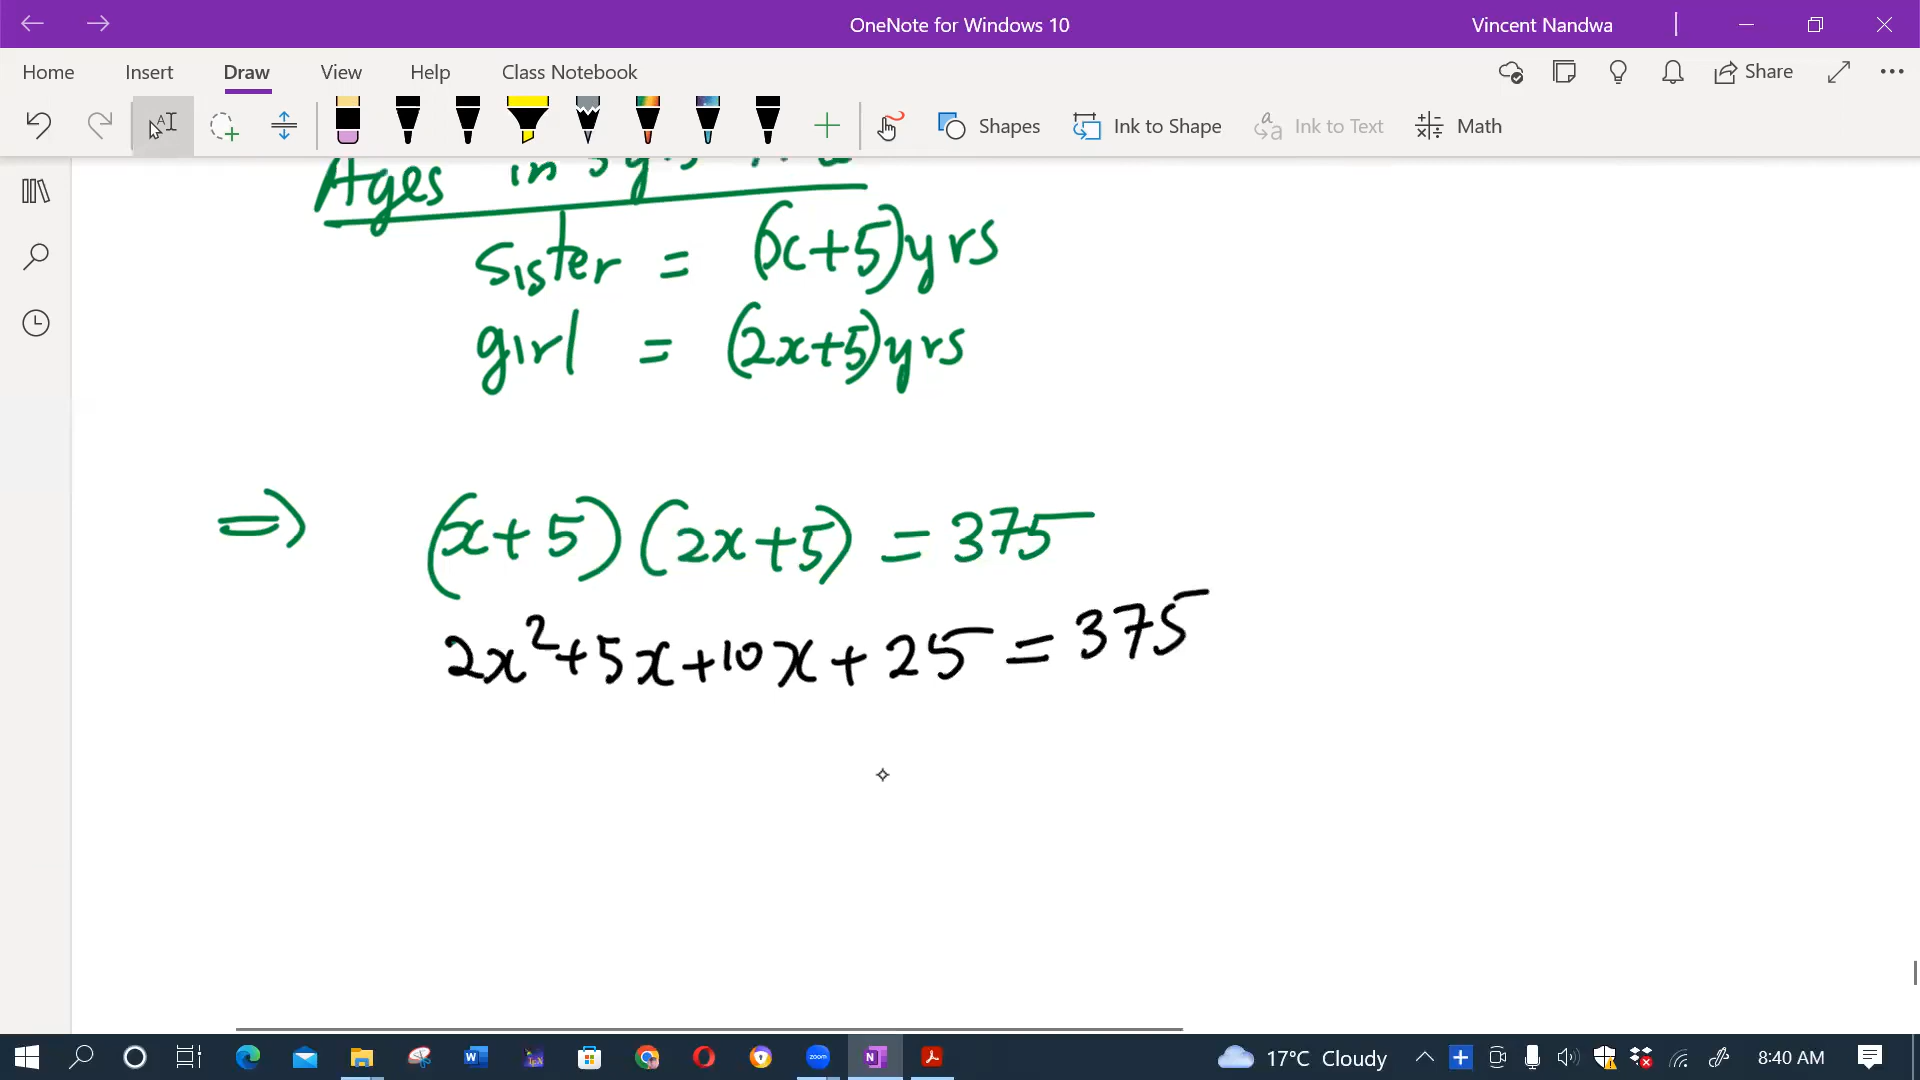 OneNote for Windows 10
Vincent Nandwa
Home Insert Draw View Help Class Notebook
Share
Shapes Ink to Shape Ink to Text Math
Ages in
Sister = (x+5)yrs
girl = (2x+5)yrs
=> (x+5)(2x+5) = 375
2x²+5x+10x+25 = 375
17°C Cloudy
8:40 AM